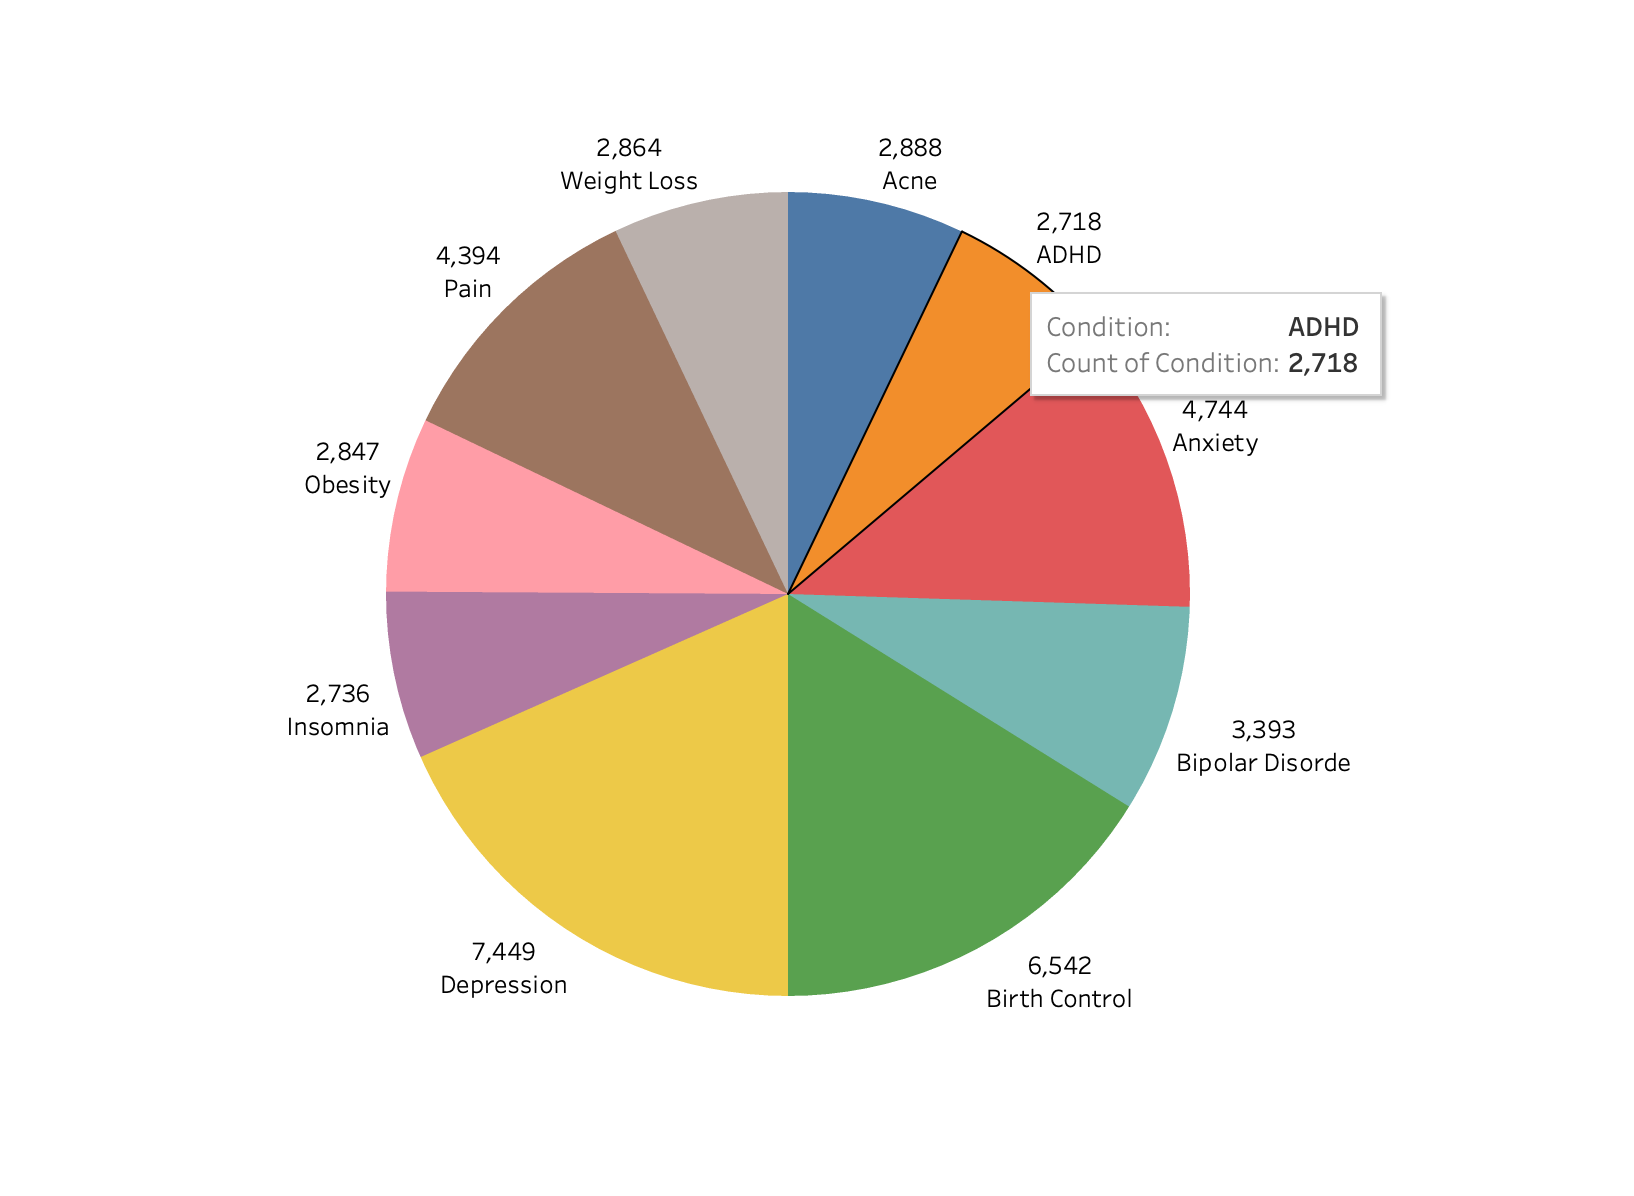 2,864
Weight Loss
2,888
Acne
2,718
ADHD
4,394
Pain
Condition: ADHD
Count of Condition: 2,718
4,744
Anxiety
2,847
Obesity
2,736
Insomnia
3,393
Bipolar Disorde
7,449
Depression
6,542
Birth Control